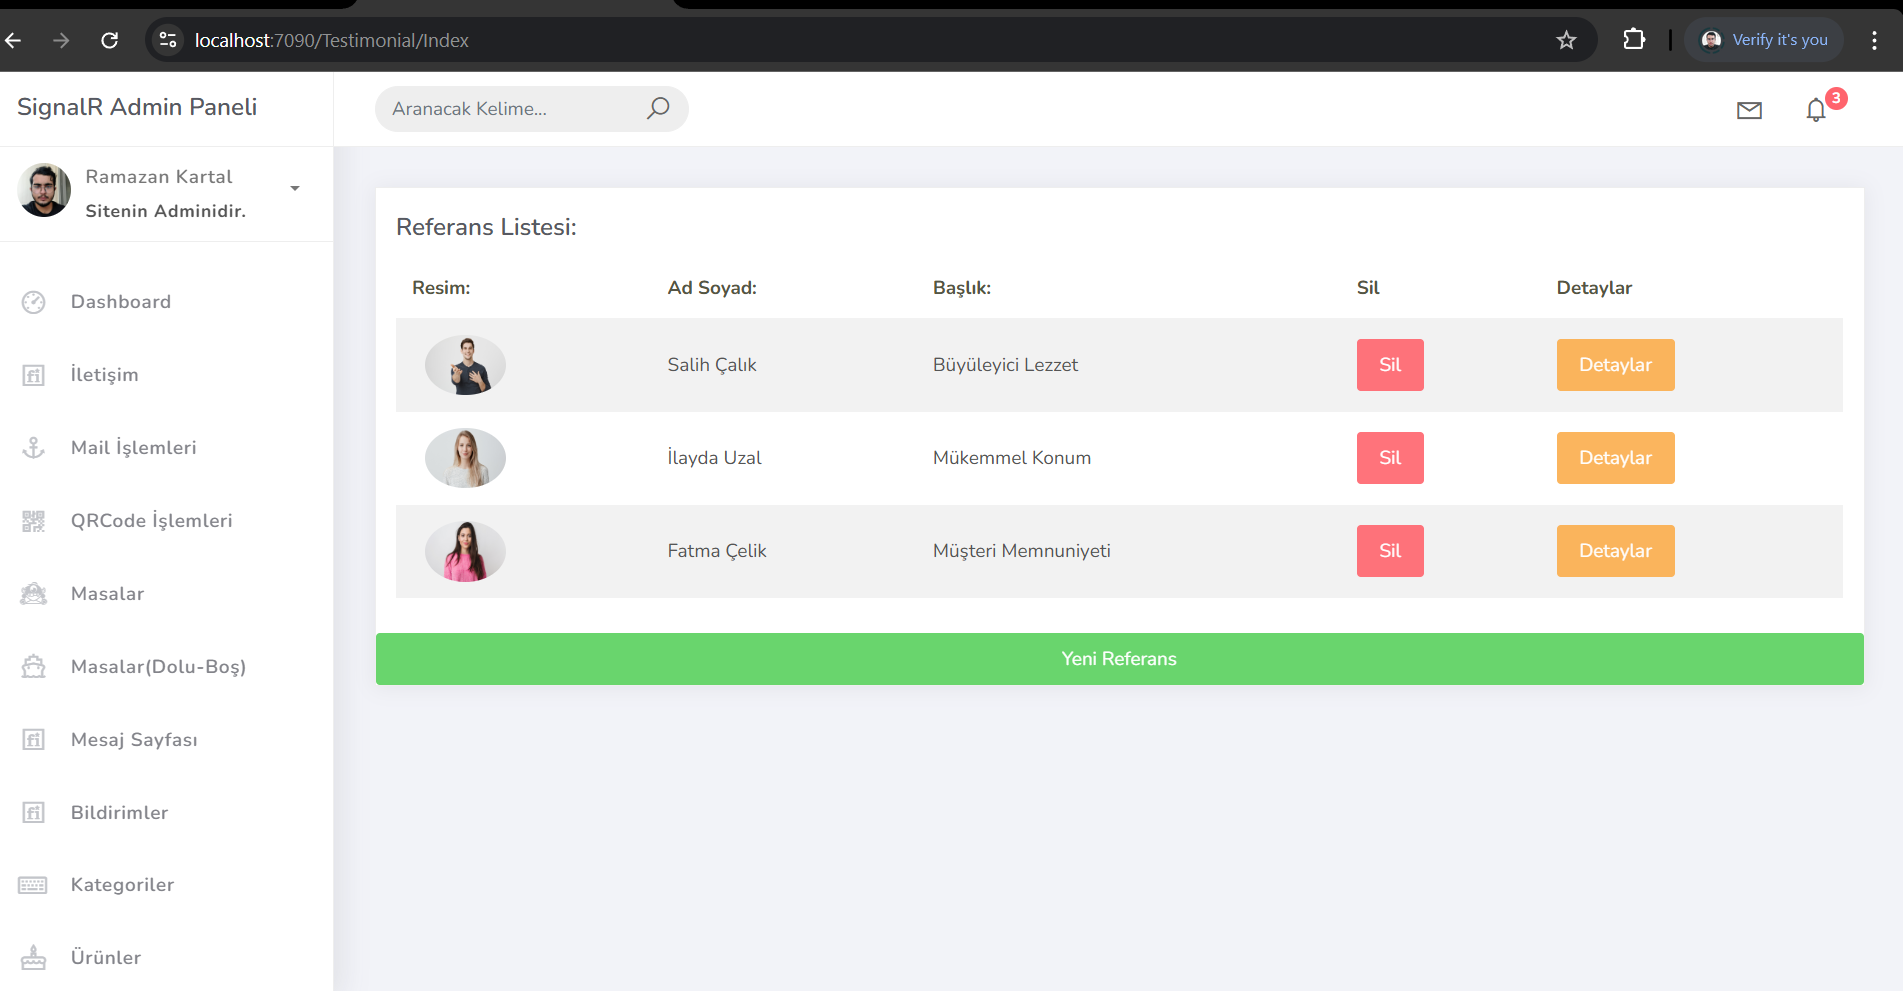 localhost:7090/Testimonial/Index
Verify it's you
SignalR Admin Paneli
Aranacak Kelime...
3
Ramazan Kartal
Sitenin Adminidir.
Dashboard
İletişim
Mail İşlemleri
QRCode İşlemleri
Masalar
Masalar(Dolu-Boş)
Mesaj Sayfası
Bildirimler
Kategoriler
Ürünler
Referans Listesi:
Resim: Ad Soyad: Başlık: Sil Detaylar
Salih Çalık Büyüleyici Lezzet Sil Detaylar
İlayda Uzal Mükemmel Konum Sil Detaylar
Fatma Çelik Müşteri Memnuniyeti Sil Detaylar
Yeni Referans